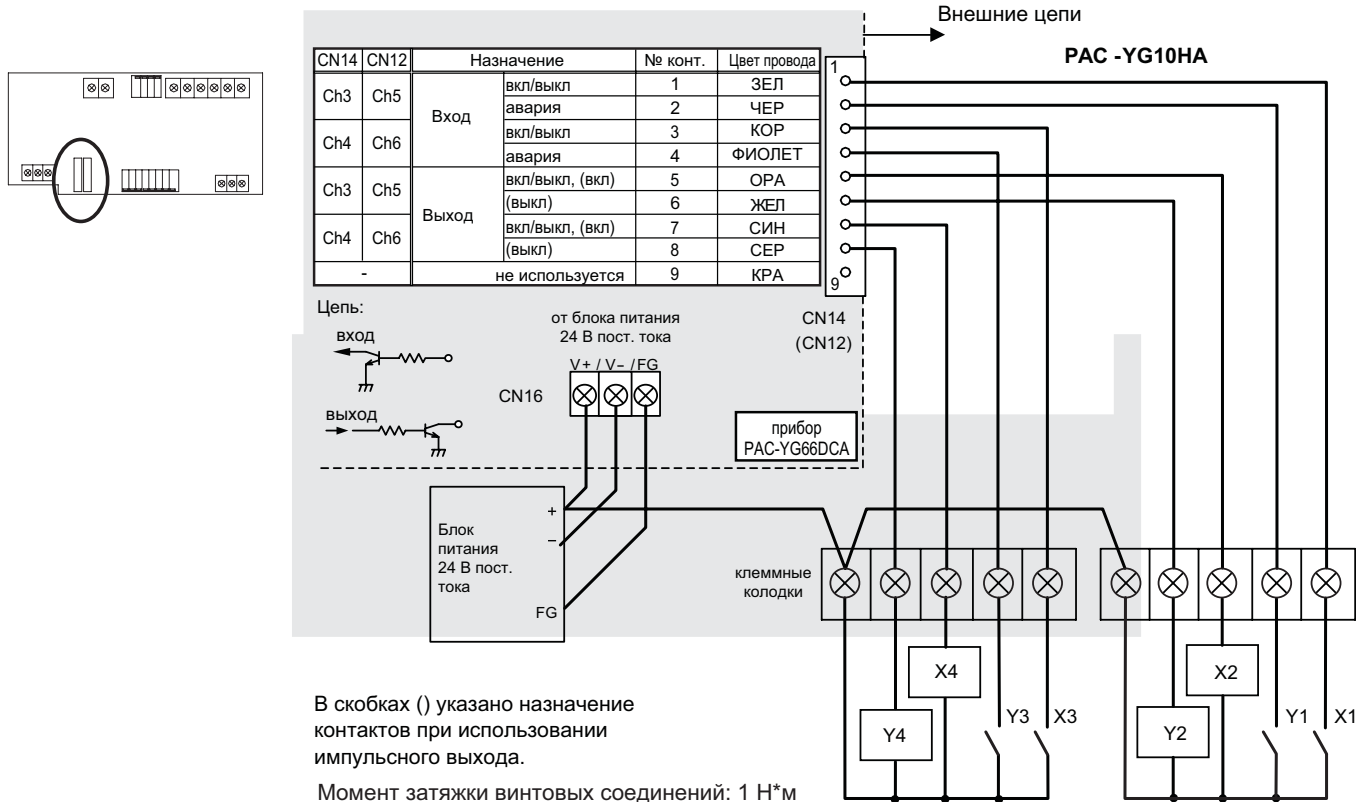 Внешние цепи
PAC -YG10HA
CN14 CN12 Назначение № конт. Цвет провода
Ch3 Ch5 Вход вкл/выкл 1 ЗЕЛ
авария 2 ЧЕР
Ch4 Ch6 вкл/выкл 3 КОР
авария 4 ФИОЛЕТ
Ch3 Ch5 Выход вкл/выкл, (вкл) 5 ОРА
(выкл) 6 ЖЕЛ
Ch4 Ch6 вкл/выкл, (вкл) 7 СИН
(выкл) 8 СЕР
- не используется 9 КРА
1
9
CN14
(CN12)
Цепь:
вход
выход
от блока питания
24 В пост. тока
V+ / V- / FG
CN16
прибор
PAC-YG66DCA
Блок
питания
24 В пост.
тока
+
-
FG
клеммные
колодки
X4
Y4
Y3
X3
X2
Y2
Y1
X1
В скобках () указано назначение
контактов при использовании
импульсного выхода.
Момент затяжки винтовых соединений: 1 Н*м